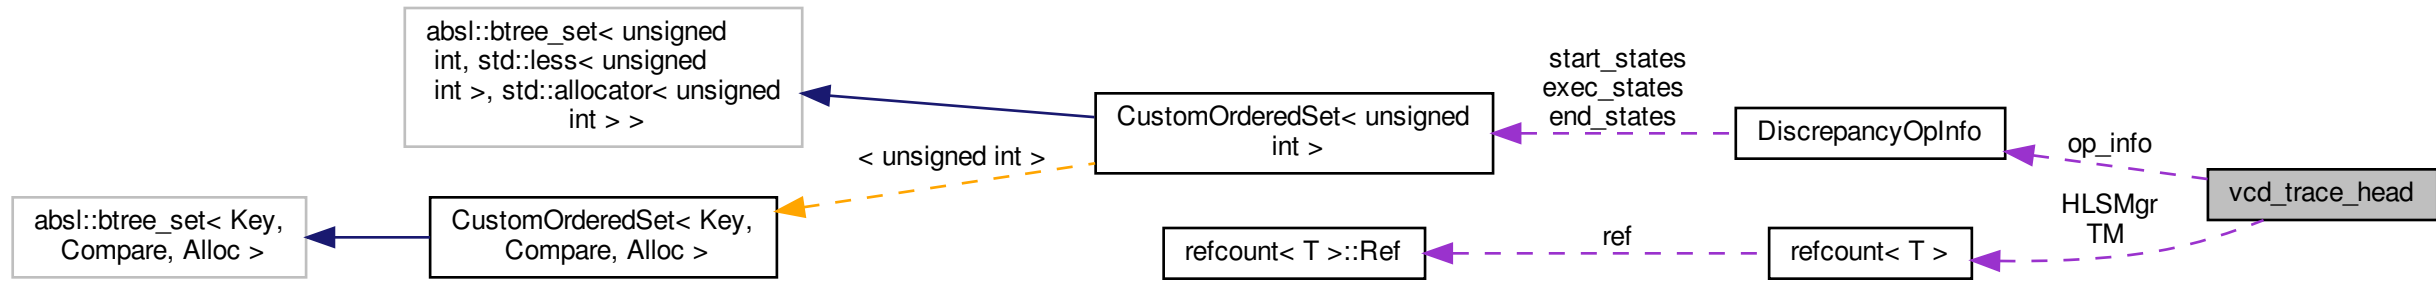 absl::btree_set< unsigned
int, std::less< unsigned
int >, std::allocator< unsigned
int > >
absl::btree_set< Key,
Compare, Alloc >
CustomOrderedSet< Key,
Compare, Alloc >
< unsigned int >
CustomOrderedSet< unsigned
int >
refcount< T >::Ref
start_states
exec_states
end_states
ref
DiscrepancyOpInfo
refcount< T >
op_info
HLSMgr
TM
vcd_trace_head